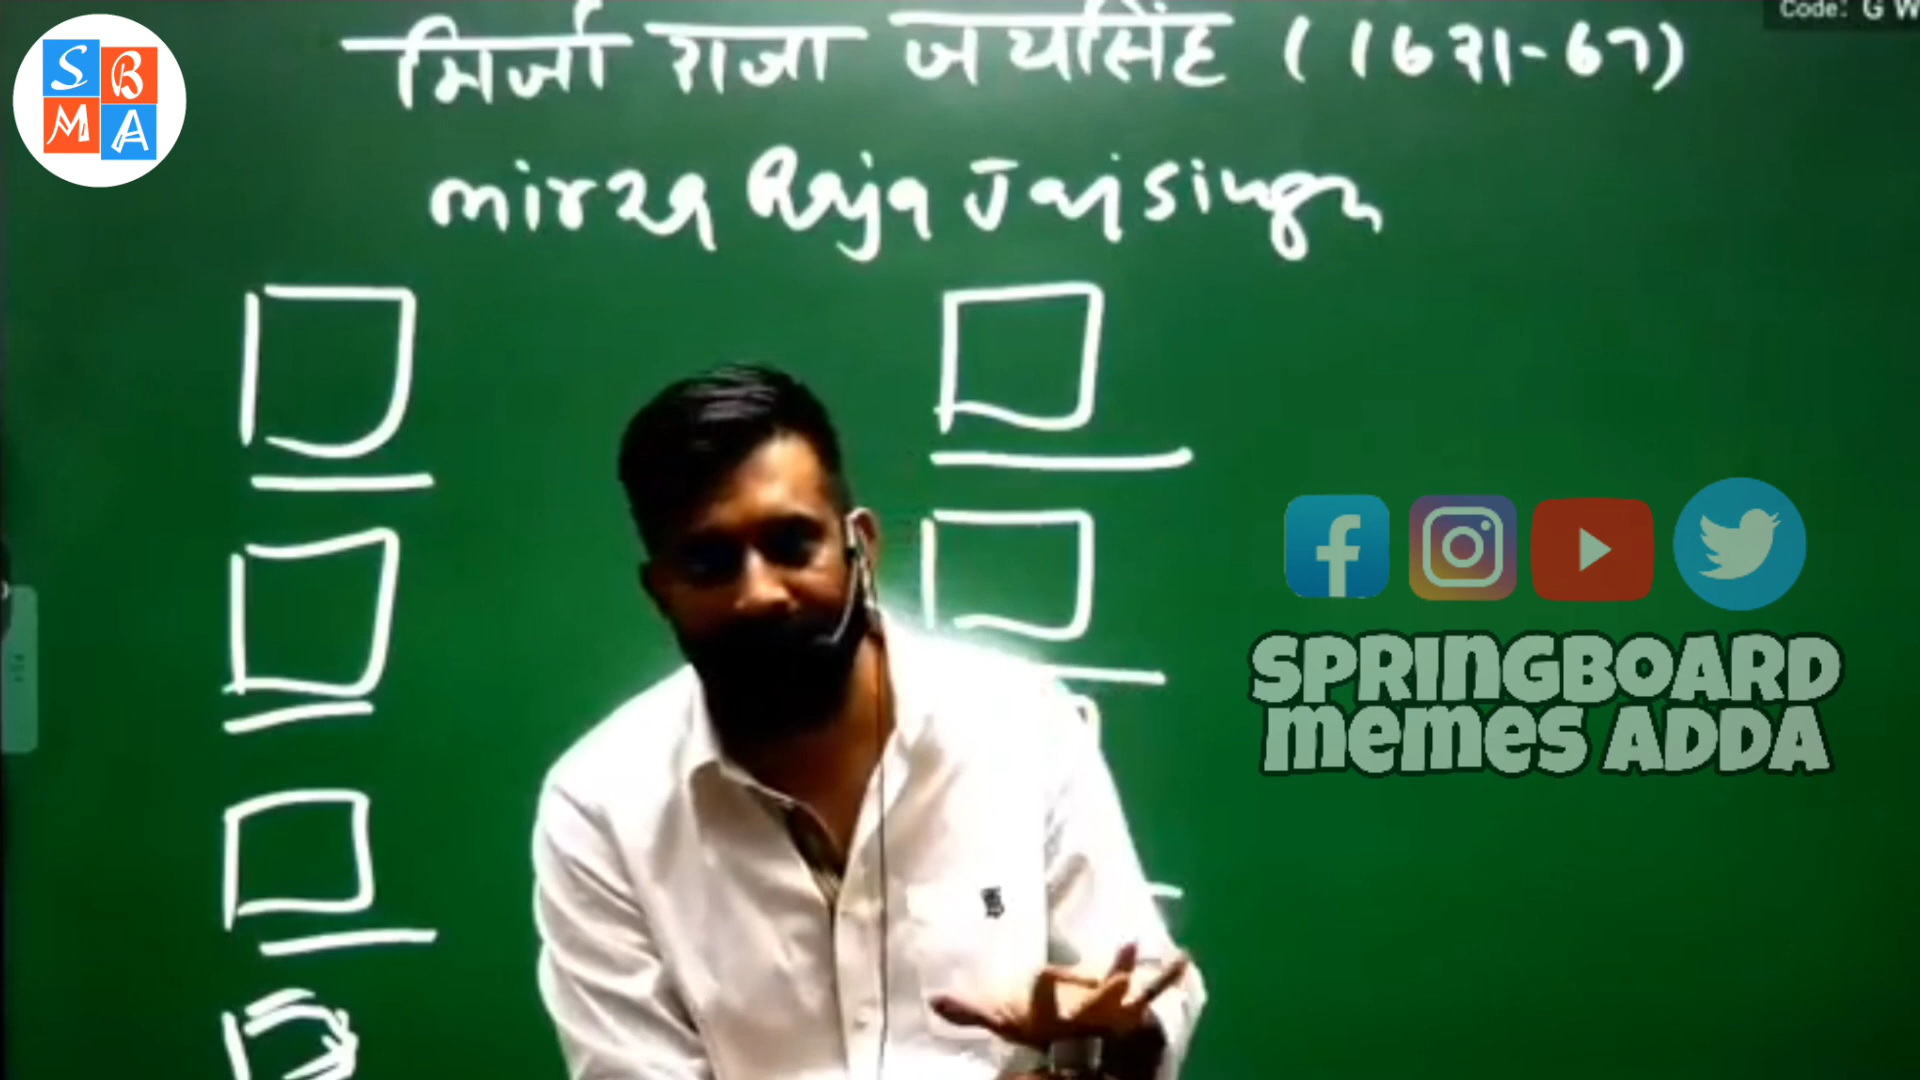 S B
M A
Code: G W
मिर्जा राजा जयसिंह (1621-67)
mirza Raja Jaisingh
SPRINGBOARD
MEMES ADDA